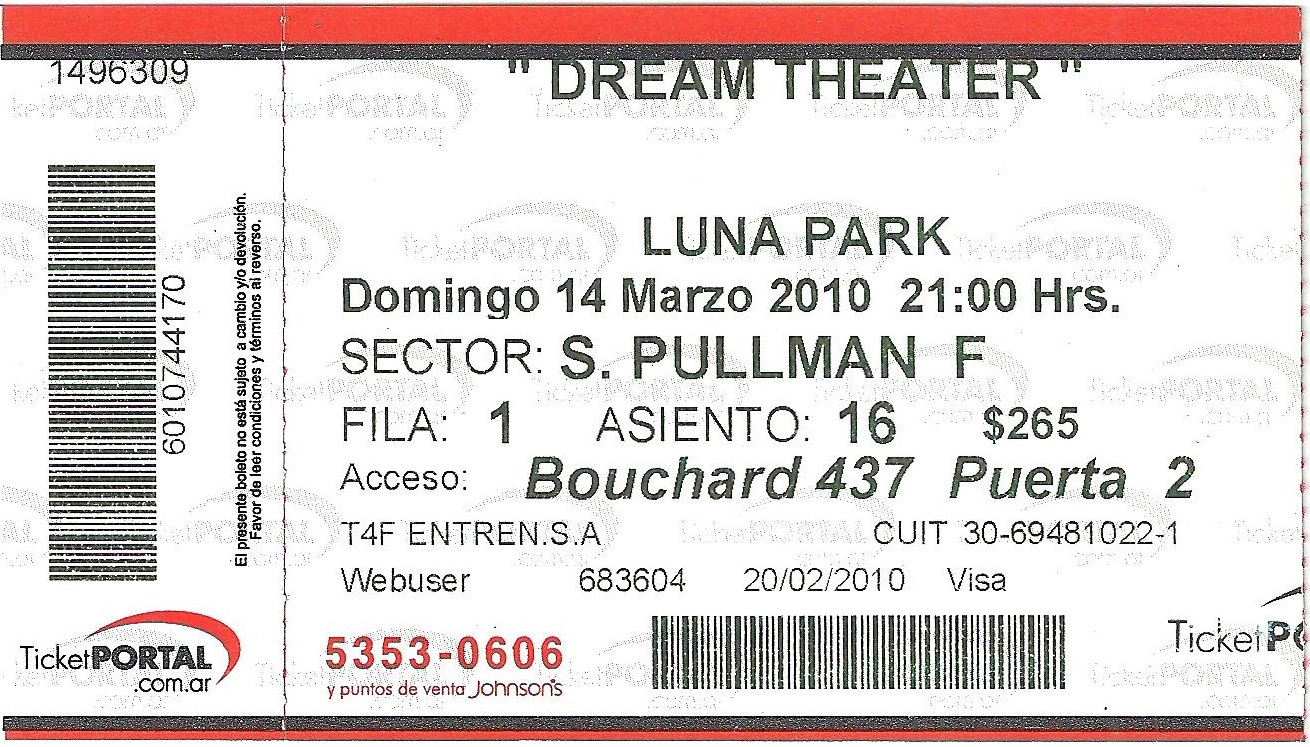 1496309
" DREAM THEATER "
LUNA PARK
Domingo 14 Marzo 2010 21:00 Hrs.
SECTOR: S. PULLMAN F
FILA: 1 ASIENTO: 16 $265
Acceso: Bouchard 437 Puerta 2
T4F ENTREN.S.A CUIT 30-69481022-1
Webuser 683604 20/02/2010 Visa
5353-0606
y puntos de venta Johnson's
6010744170
El presente boleto no está sujeto a cambio y/o devolución.
Favor de leer condiciones y términos al reverso.
TicketPORTAL
.com.ar
TicketPO